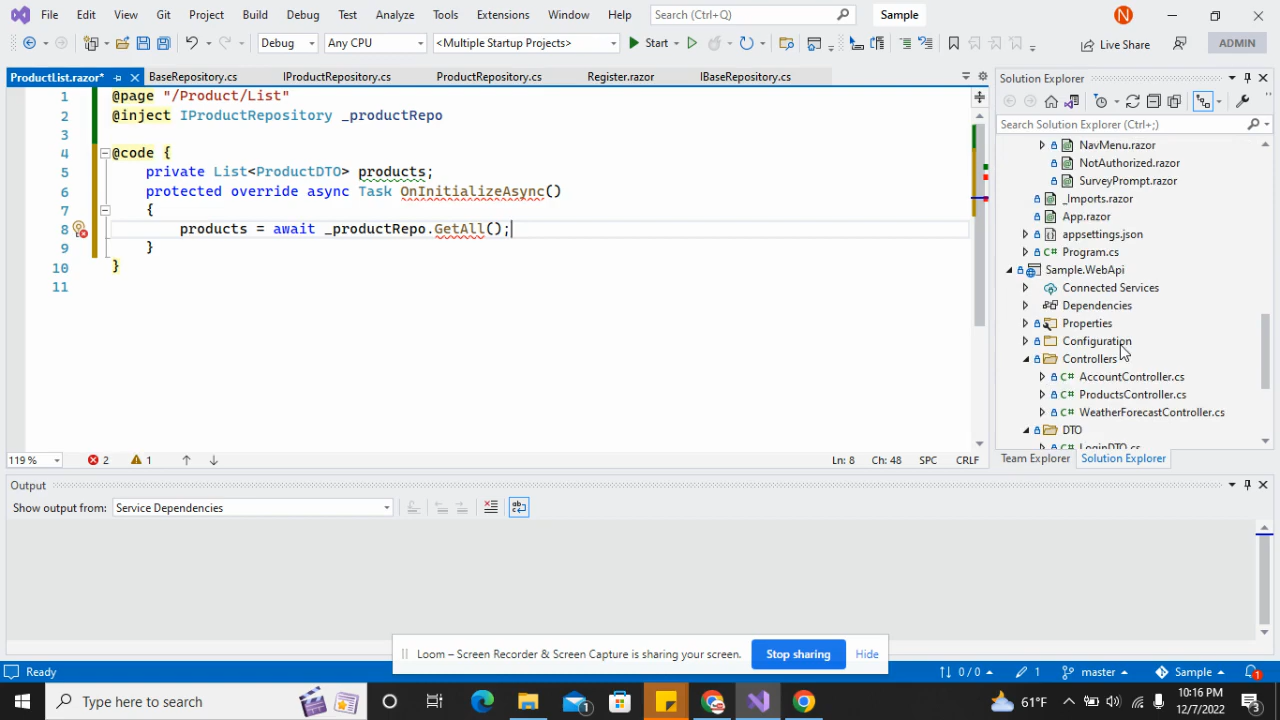 File Edit View Git Project Build Debug Test Analyze Tools Extensions Window Help Search (Ctrl+Q) Sample N
Debug Any CPU <Multiple Startup Projects> Start Live Share ADMIN
ProductList.razor* BaseRepository.cs IProductRepository.cs ProductRepository.cs Register.razor IBaseRepository.cs
1 @page "/Product/List"
2 @inject IProductRepository _productRepo
3
4 @code {
5 private List<ProductDTO> products;
6 protected override async Task OnInitializeAsync()
7 {
8 products = await _productRepo.GetAll();
9 }
10 }
11
119 % 2 1 Ln: 8 Ch: 48 SPC CRLF
Solution Explorer
Search Solution Explorer (Ctrl+;)
NavMenu.razor
NotAuthorized.razor
SurveyPrompt.razor
_Imports.razor
App.razor
appsettings.json
C# Program.cs
Sample.WebApi
Connected Services
Dependencies
Properties
Configuration
Controllers
C# AccountController.cs
C# ProductsController.cs
C# WeatherForecastController.cs
DTO
LoginDTO.cs
Team Explorer Solution Explorer
Output
Show output from: Service Dependencies
Loom – Screen Recorder & Screen Capture is sharing your screen. Stop sharing Hide
Ready 0 / 0 1 master Sample 1
Type here to search 1 61°F 10:16 PM
12/7/2022 3